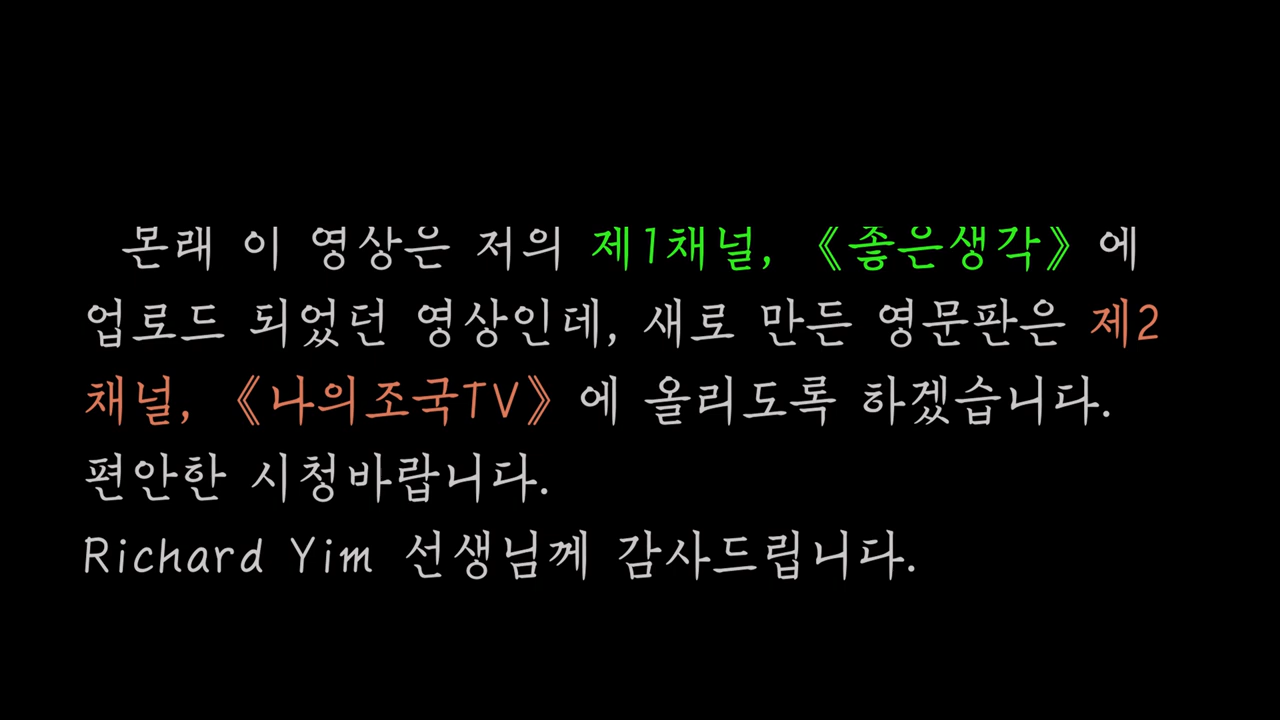 몬래 이 영상은 저의 제1채널, 《좋은생각》에
업로드 되었던 영상인데, 새로 만든 영문판은 제2
채널, 《나의조국TV》에 올리도록 하겠습니다.
편안한 시청바랍니다.
Richard Yim 선생님께 감사드립니다.